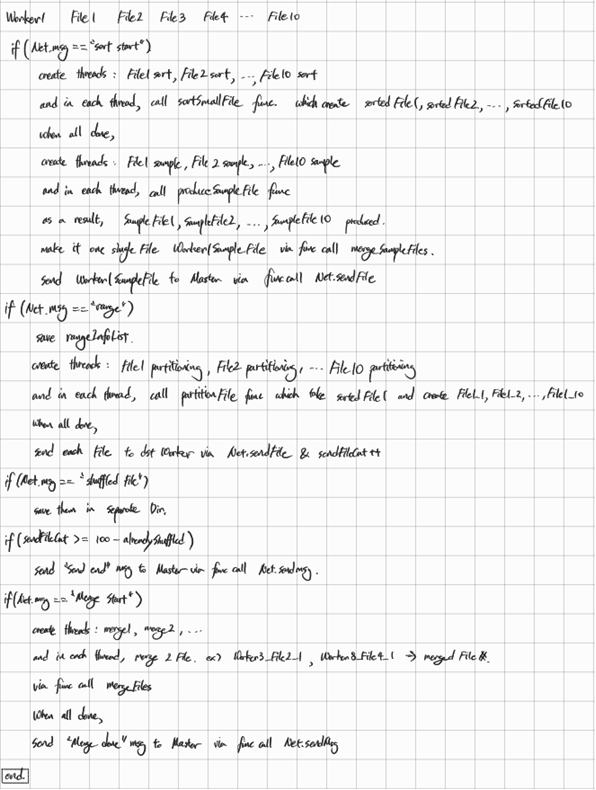 Worker1 File1 File2 File3 File4 ... File10
if (Net.msg == "sort start")
create threads : File1 sort, File2 sort, ..., File10 sort
and in each thread, call sortSmallFile func. which create sortedFile1, sortedFile2, ..., sortedFile10
when all done,
create threads : File1 sample, File2 sample, ..., File10 sample
and in each thread, call produceSampleFile func
as a result, SampleFile1, SampleFile2, ..., SampleFile10 produced.
make it one single File Worker1SampleFile via func call mergeSampleFiles.
send Worker1SampleFile to Master via func call Net.sendFile
if (Net.msg == "range")
save rangeInfoList.
create threads : File1 partitioning, File2 partitioning, ... File10 partitioning
and in each thread, call partitionFile func which take sortedFile1 and create File1_1, File1_2, ..., File1_10
when all done,
send each File to dst Worker via Net.sendFile & sendFileCnt++
if (Net.msg == "shuffled file")
save them in separate Dir.
if (sendFileCnt >= 100 - alreadyShuffled)
send "send end" msg to Master via func call Net.sendMsg.
if (Net.msg == "Merge Start")
create threads : merge1, merge2, ...
and in each thread, merge 2 File. ex) Worker3_File2_1, Worker8_File4_1 → merged File#.
via func call mergeFiles
when all done,
send "Merge done" msg to Master via func call Net.sendMsg
end.